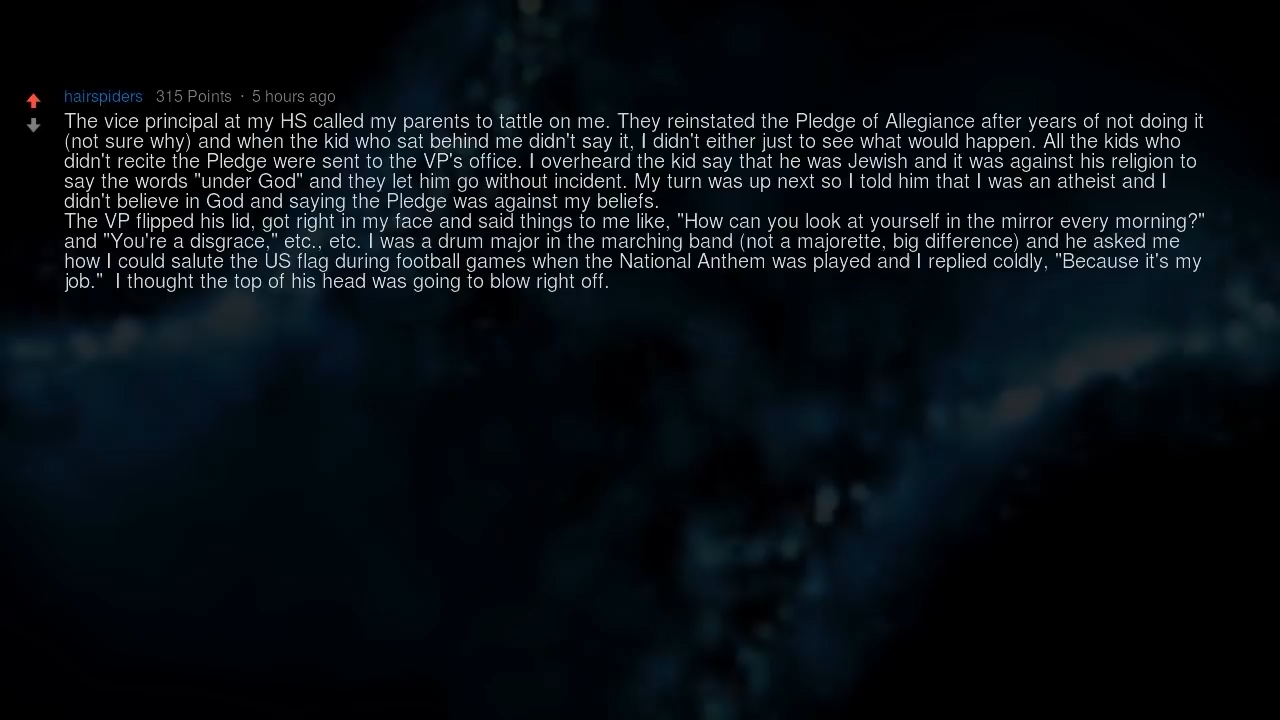 hairspiders 315 Points · 5 hours ago
The vice principal at my HS called my parents to tattle on me. They reinstated the Pledge of Allegiance after years of not doing it
(not sure why) and when the kid who sat behind me didn't say it, I didn't either just to see what would happen. All the kids who
didn't recite the Pledge were sent to the VP's office. I overheard the kid say that he was Jewish and it was against his religion to
say the words "under God" and they let him go without incident. My turn was up next so I told him that I was an atheist and I
didn't believe in God and saying the Pledge was against my beliefs.
The VP flipped his lid, got right in my face and said things to me like, "How can you look at yourself in the mirror every morning?"
and "You're a disgrace," etc., etc. I was a drum major in the marching band (not a majorette, big difference) and he asked me
how I could salute the US flag during football games when the National Anthem was played and I replied coldly, "Because it's my
job."  I thought the top of his head was going to blow right off.